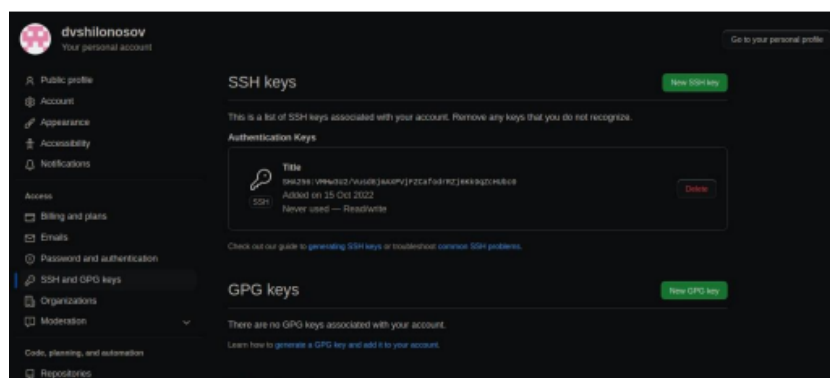 dvshilonosov
Your personal account
Go to your personal profile
Public profile
Account
Appearance
Accessibility
Notifications
Access
Billing and plans
Emails
Password and authentication
SSH and GPG keys
Organizations
Moderation
Code, planning, and automation
Repositories
SSH keys
New SSH key
This is a list of SSH keys associated with your account. Remove any keys that you do not recognize.
Authentication Keys
Title
SSH
Added on 15 Oct 2022
Never used — Read/write
Delete
Check out our guide to generating SSH keys or troubleshoot common SSH problems.
GPG keys
New GPG key
There are no GPG keys associated with your account.
Learn how to generate a GPG key and add it to your account.